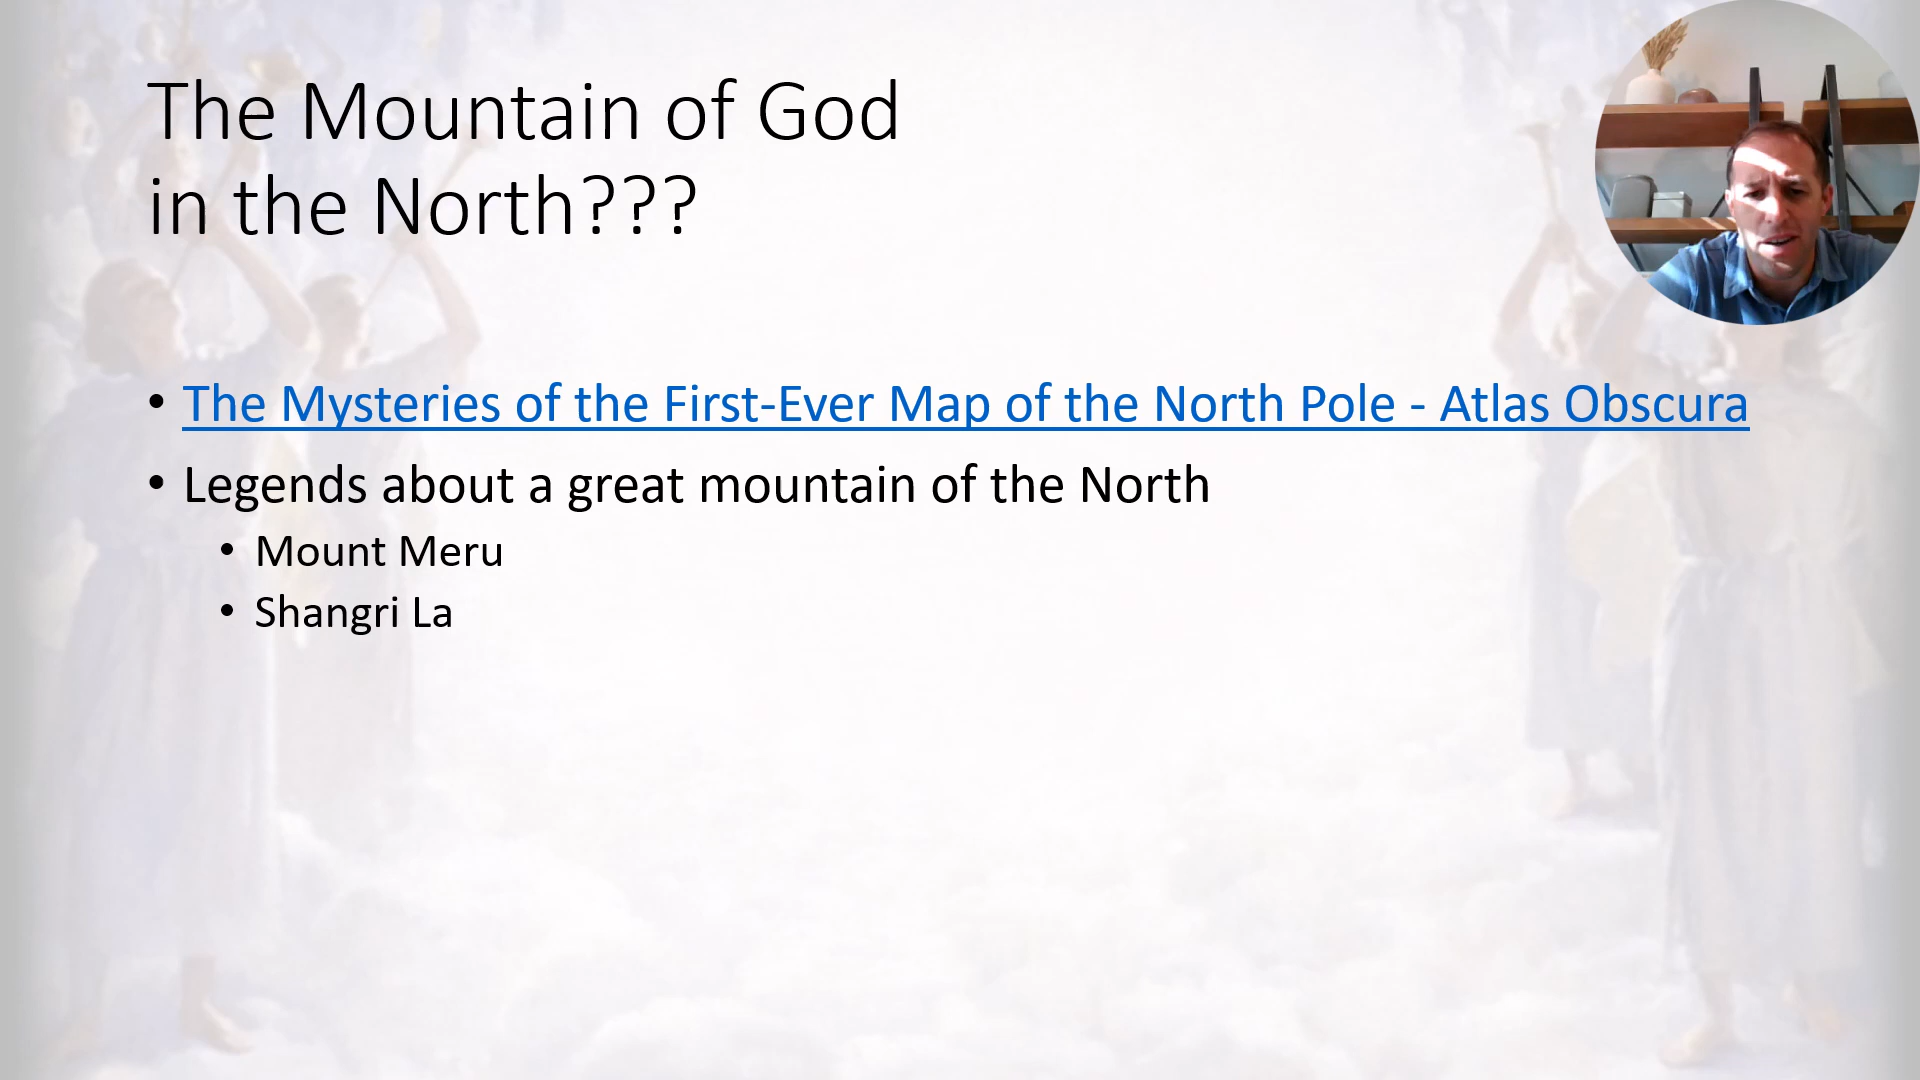 The Mountain of God
in the North???
• The Mysteries of the First-Ever Map of the North Pole - Atlas Obscura
• Legends about a great mountain of the North
• Mount Meru
• Shangri La